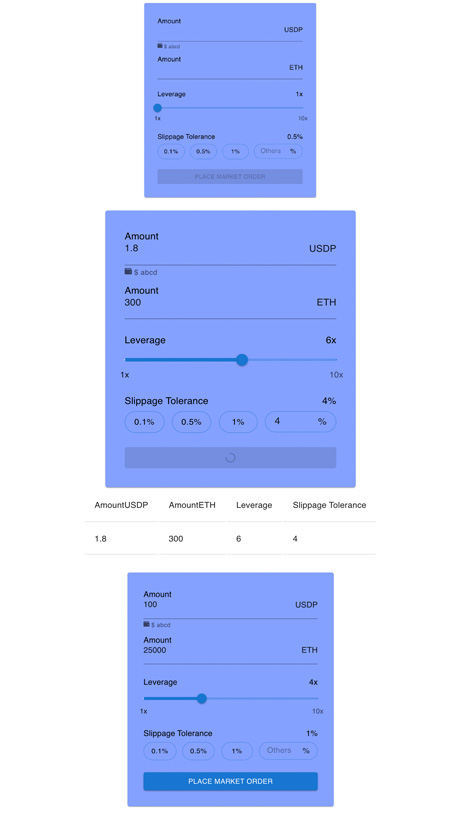 Amount
USDP
$ abcd
Amount
ETH
Leverage 1x
1x 10x
Slippage Tolerance 0.5%
0.1% 0.5% 1% Others %
PLACE MARKET ORDER
Amount
1.8 USDP
$ abcd
Amount
300 ETH
Leverage 6x
1x 10x
Slippage Tolerance 4%
0.1% 0.5% 1% 4 %
AmountUSDP AmountETH Leverage Slippage Tolerance
1.8 300 6 4
Amount
100 USDP
$ abcd
Amount
25000 ETH
Leverage 4x
1x 10x
Slippage Tolerance 1%
0.1% 0.5% 1% Others %
PLACE MARKET ORDER